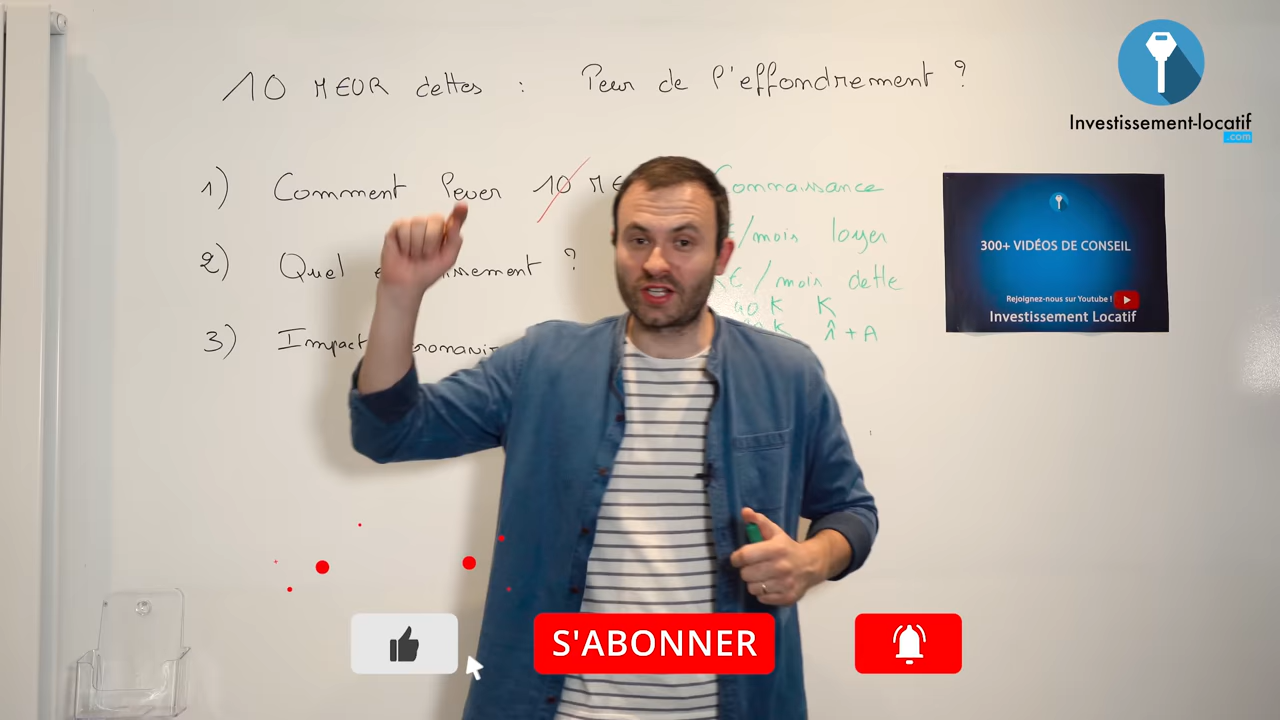 10 MEUR dettes : Peur de l'effondrement ?
Investissement-locatif
.com
1) Comment lever 10 ME Connaissance
€/mois loyer
2) Quel ?
K€/mois dette
40K K
3) Impact
K î + A
300+ VIDÉOS DE CONSEIL
Rejoignez-nous sur Youtube !
Investissement Locatif
S'ABONNER